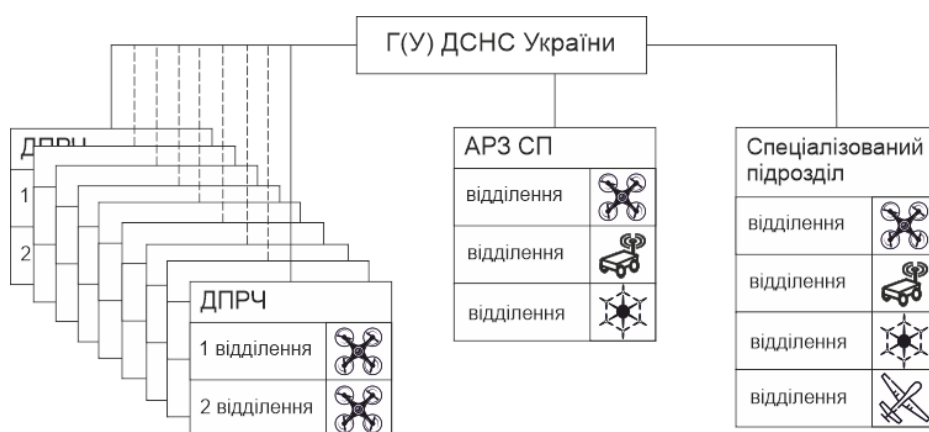 Г(У) ДСНС України
ДПРЧ
1
2
ДПРЧ
1 відділення
2 відділення
АРЗ СП
відділення
відділення
відділення
Спеціалізований
підрозділ
відділення
відділення
відділення
відділення